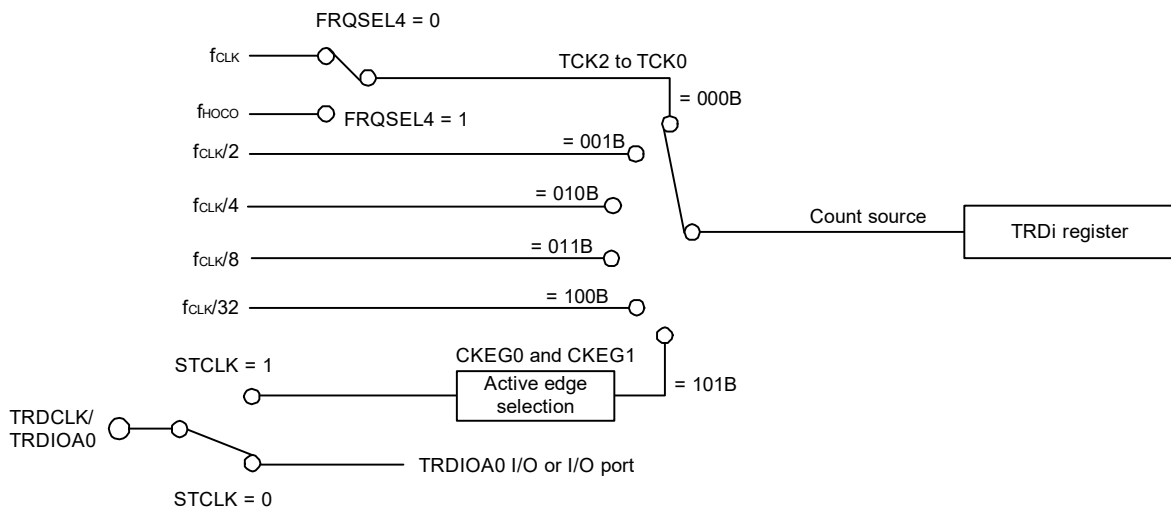 FRQSEL4 = 0
fCLK
TCK2 to TCK0
= 000B
fHOCO
FRQSEL4 = 1
fCLK/2
= 001B
fCLK/4
= 010B
Count source
TRDi register
fCLK/8
= 011B
fCLK/32
= 100B
STCLK = 1
CKEG0 and CKEG1
Active edge
selection
= 101B
TRDCLK/
TRDIOA0
TRDIOA0 I/O or I/O port
STCLK = 0